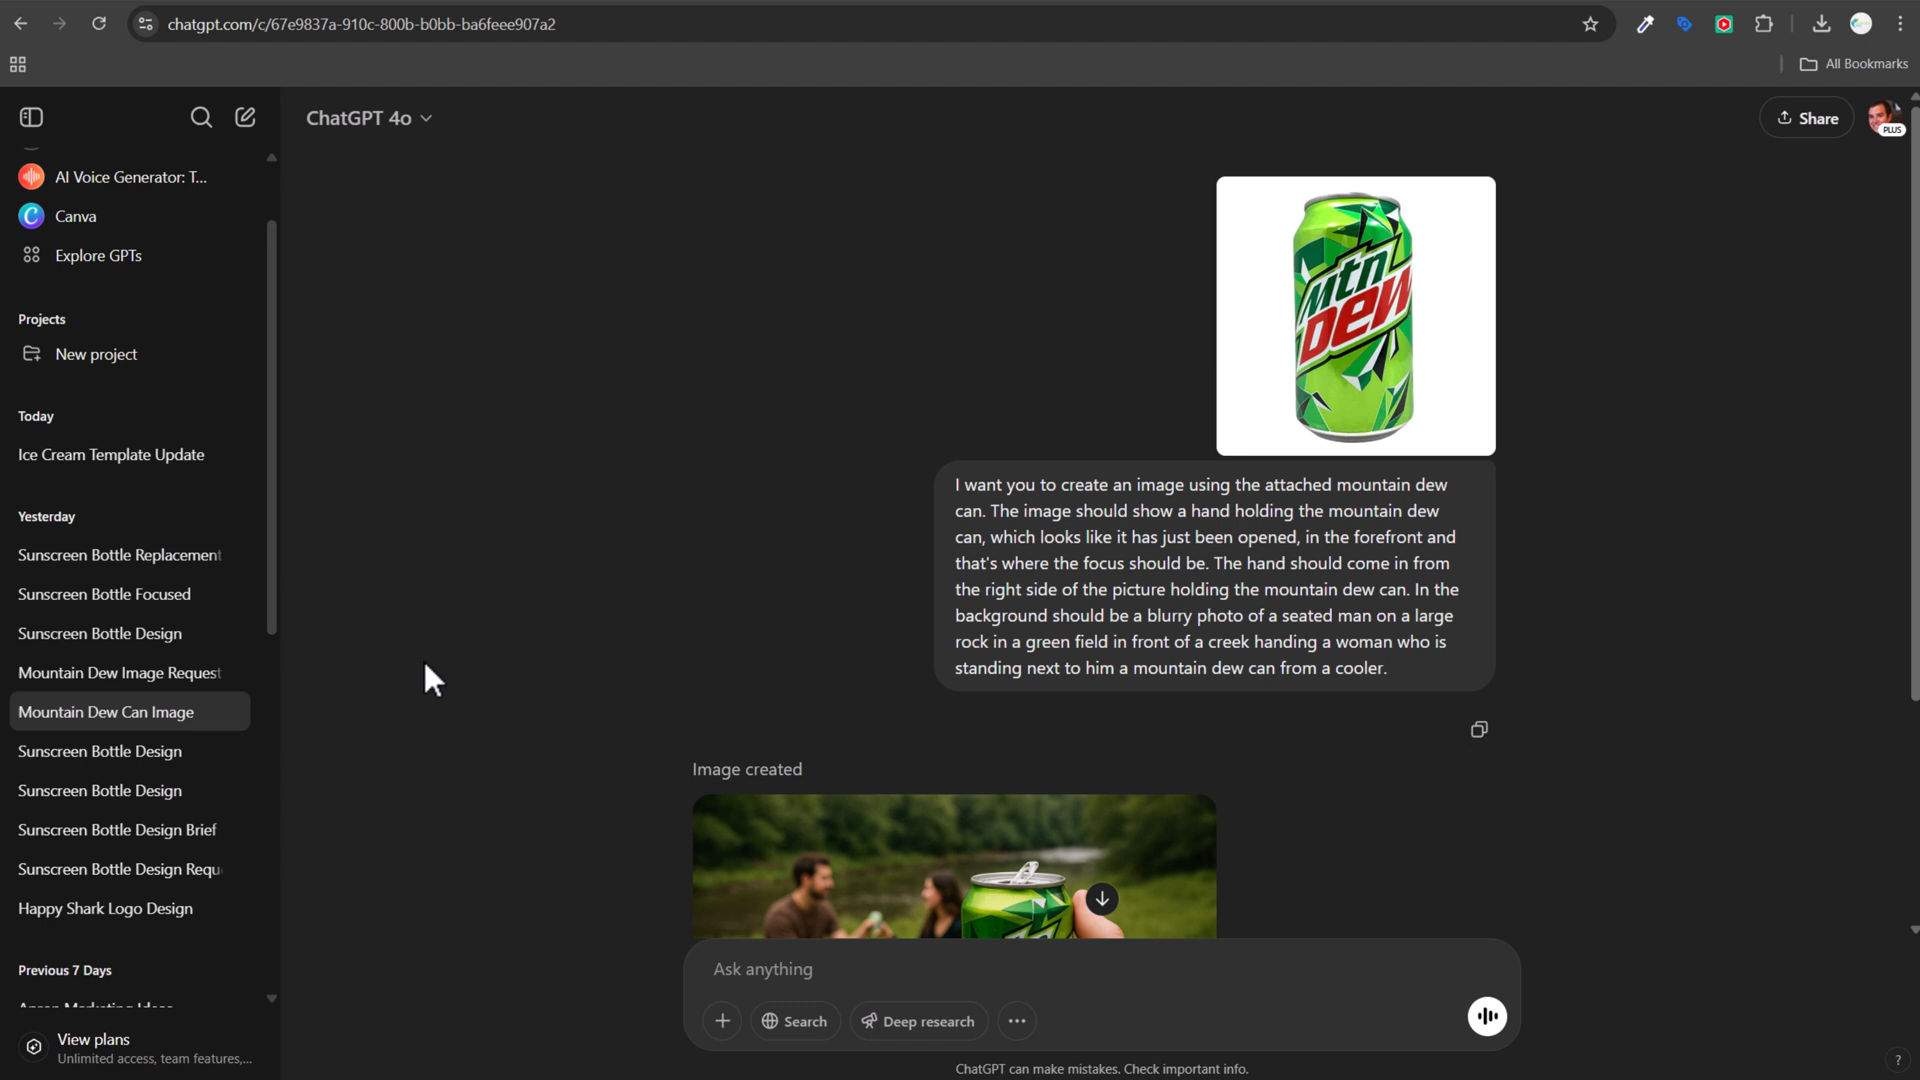 chatgpt.com/c/67e9837a-910c-800b-b0bb-ba6feee907a2
All Bookmarks
ChatGPT 4o
Share
PLUS
AI Voice Generator: T...
Canva
Explore GPTs
Projects
New project
Today
Ice Cream Template Update
Yesterday
Sunscreen Bottle Replacement
Sunscreen Bottle Focused
Sunscreen Bottle Design
Mountain Dew Image Request
Mountain Dew Can Image
Sunscreen Bottle Design
Sunscreen Bottle Design
Sunscreen Bottle Design Brief
Sunscreen Bottle Design Requ
Happy Shark Logo Design
Previous 7 Days
View plans
Unlimited access, team features,...
mtn
DEW
I want you to create an image using the attached mountain dew
can. The image should show a hand holding the mountain dew
can, which looks like it has just been opened, in the forefront and
that's where the focus should be. The hand should come in from
the right side of the picture holding the mountain dew can. In the
background should be a blurry photo of a seated man on a large
rock in a green field in front of a creek handing a woman who is
standing next to him a mountain dew can from a cooler.
Image created
Ask anything
Search
Deep research
ChatGPT can make mistakes. Check important info.
?